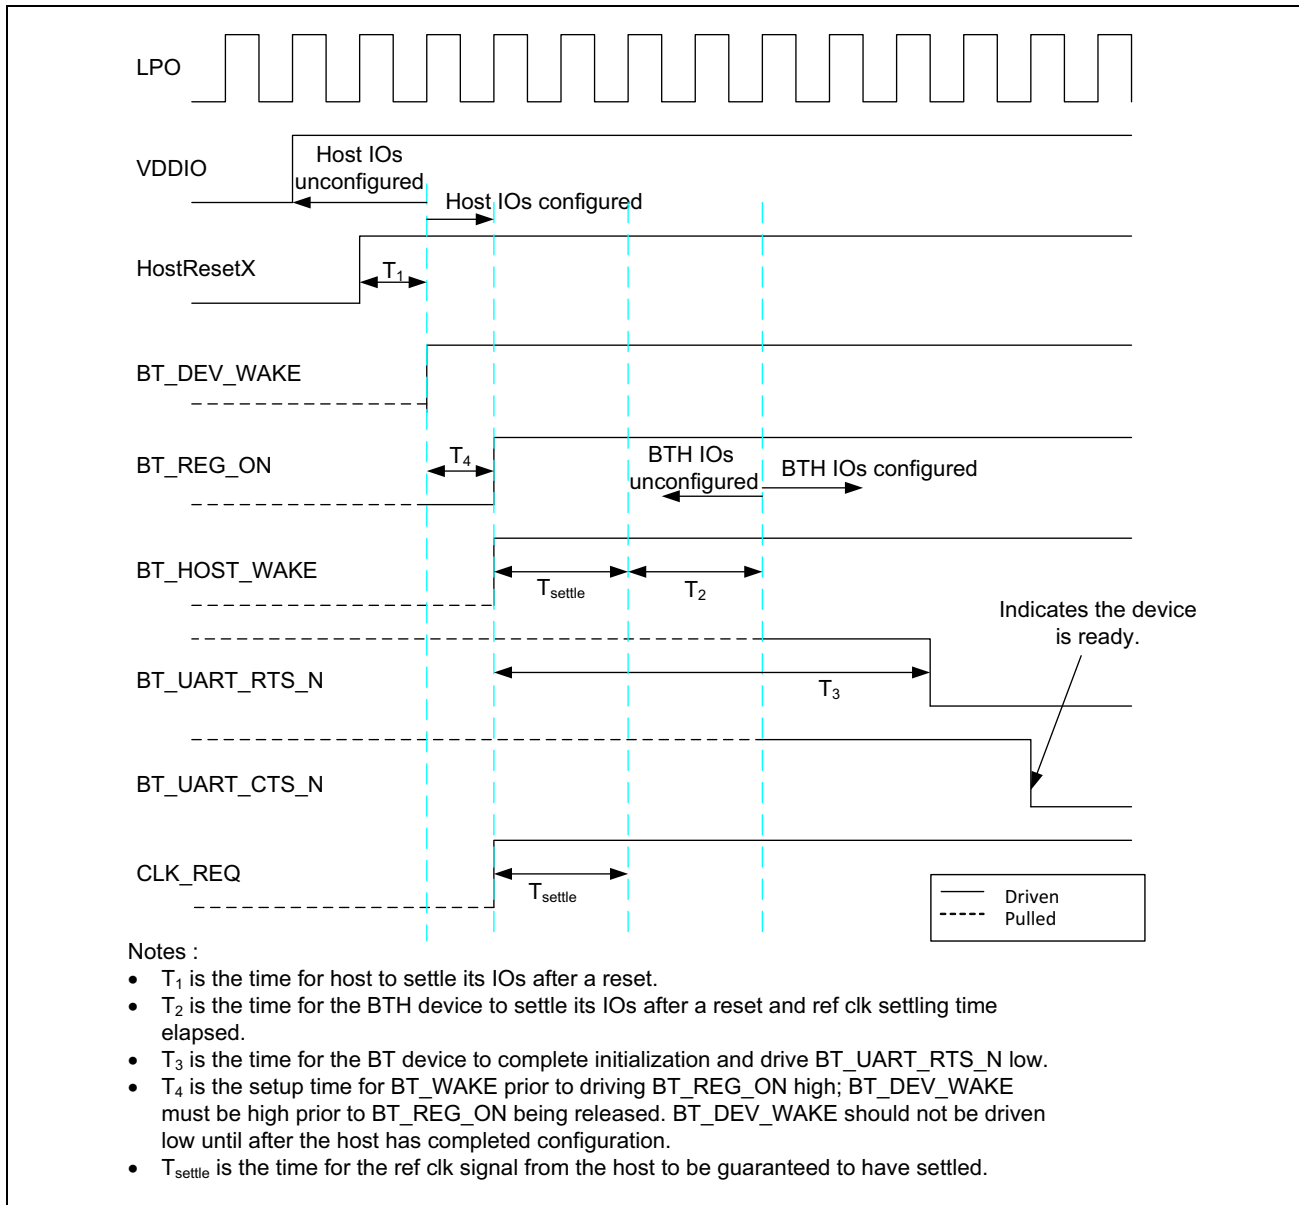 LPO
VDDIO
Host IOs
unconfigured
Host IOs configured
HostResetX
T1
BT_DEV_WAKE
BT_REG_ON
T4
BTH IOs
unconfigured
BTH IOs configured
BT_HOST_WAKE
Tsettle
T2
Indicates the device
is ready.
BT_UART_RTS_N
T3
BT_UART_CTS_N
CLK_REQ
Tsettle
Driven
Pulled
Notes :
• T1 is the time for host to settle its IOs after a reset.
• T2 is the time for the BTH device to settle its IOs after a reset and ref clk settling time
elapsed.
• T3 is the time for the BT device to complete initialization and drive BT_UART_RTS_N low.
• T4 is the setup time for BT_WAKE prior to driving BT_REG_ON high; BT_DEV_WAKE
must be high prior to BT_REG_ON being released. BT_DEV_WAKE should not be driven
low until after the host has completed configuration.
• Tsettle is the time for the ref clk signal from the host to be guaranteed to have settled.